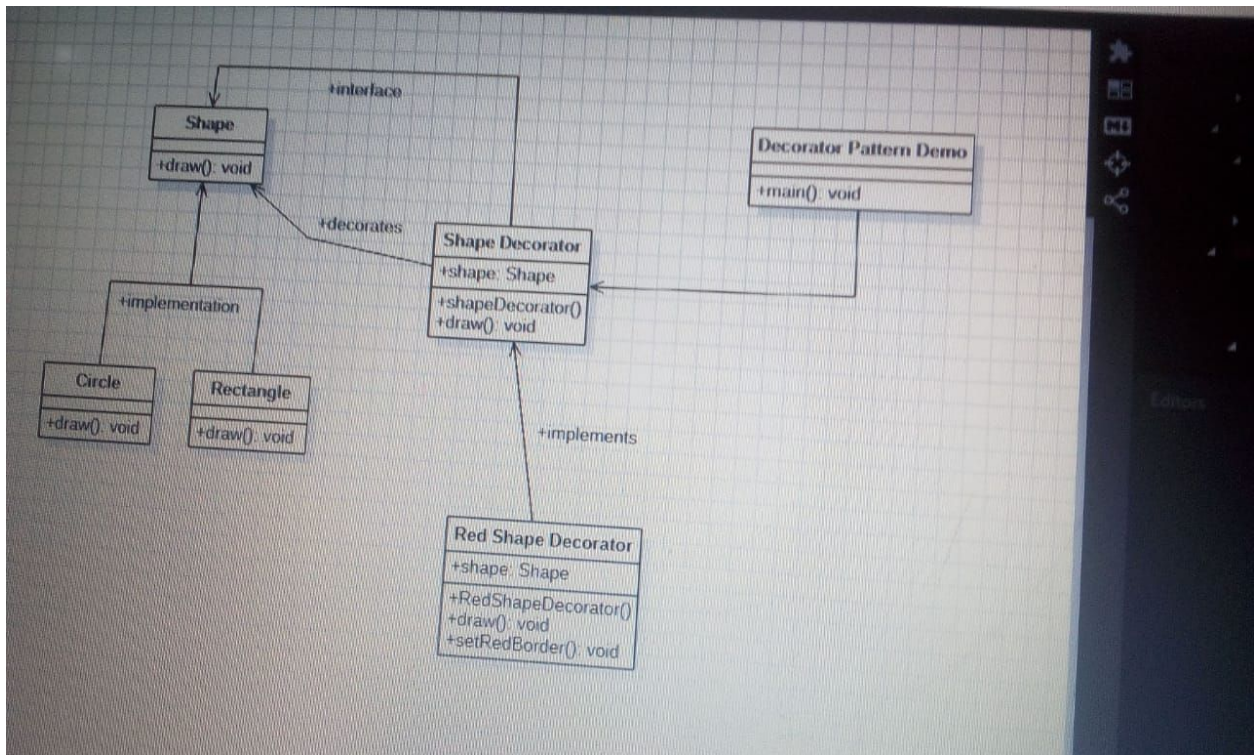 +interface
Shape
+draw(): void
Decorator Pattern Demo
+main(): void
+decorates
Shape Decorator
+shape: Shape
+shapeDecorator()
+draw(): void
+implementation
Circle
+draw(): void
Rectangle
+draw(): void
+implements
Red Shape Decorator
+shape: Shape
+RedShapeDecorator()
+draw(): void
+setRedBorder(): void
Editors